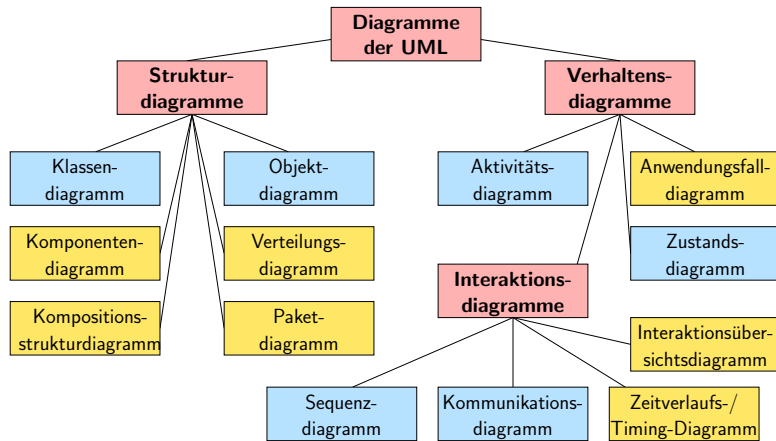 Diagramme
der UML
Struktur-
diagramme
Verhaltens-
diagramme
Klassen-
diagramm
Objekt-
diagramm
Aktivitäts-
diagramm
Anwendungsfall-
diagramm
Komponenten-
diagramm
Verteilungs-
diagramm
Zustands-
diagramm
Interaktions-
diagramme
Kompositions-
strukturdiagramm
Paket-
diagramm
Interaktionsüber-
sichtsdiagramm
Sequenz-
diagramm
Kommunikations-
diagramm
Zeitverlaufs-/
Timing-Diagramm